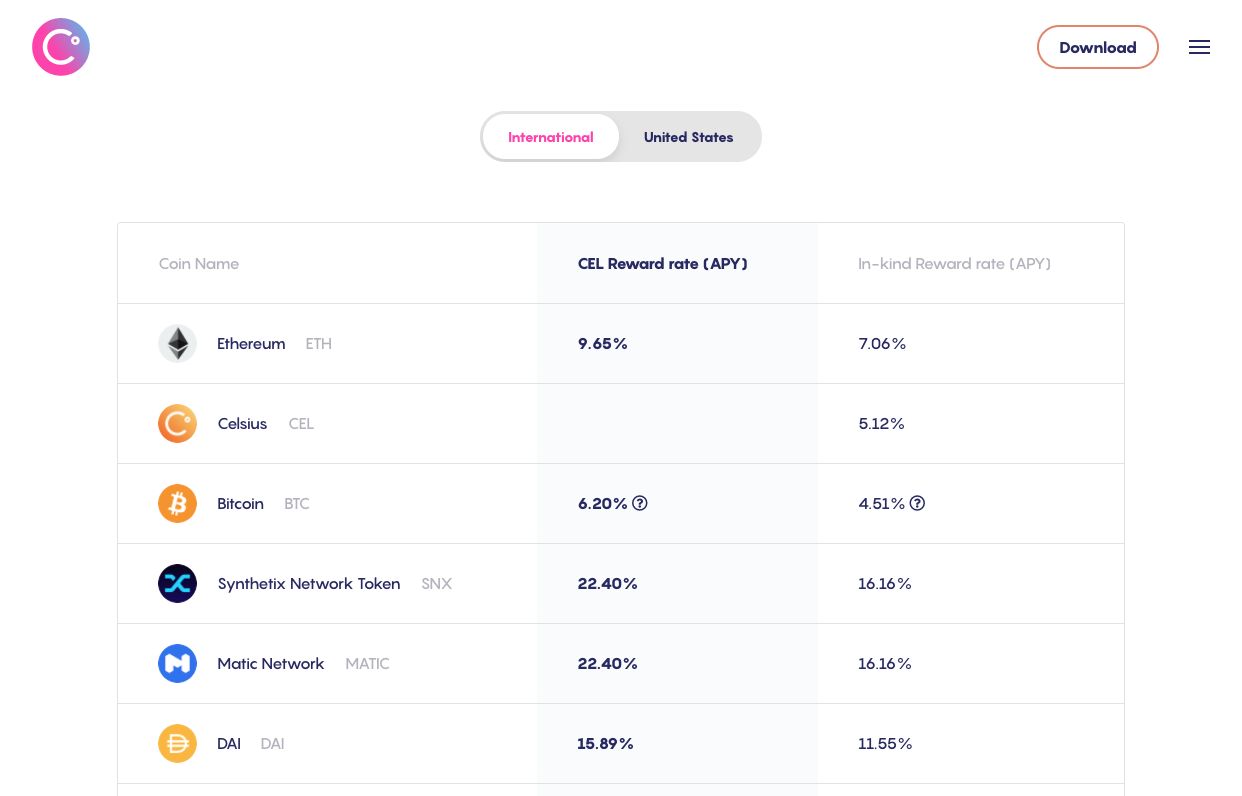 Download
International United States
Coin Name CEL Reward rate (APY) In-kind Reward rate (APY)
Ethereum ETH 9.65% 7.06%
Celsius CEL 5.12%
Bitcoin BTC 6.20% ? 4.51% ?
Synthetix Network Token SNX 22.40% 16.16%
Matic Network MATIC 22.40% 16.16%
DAI DAI 15.89% 11.55%